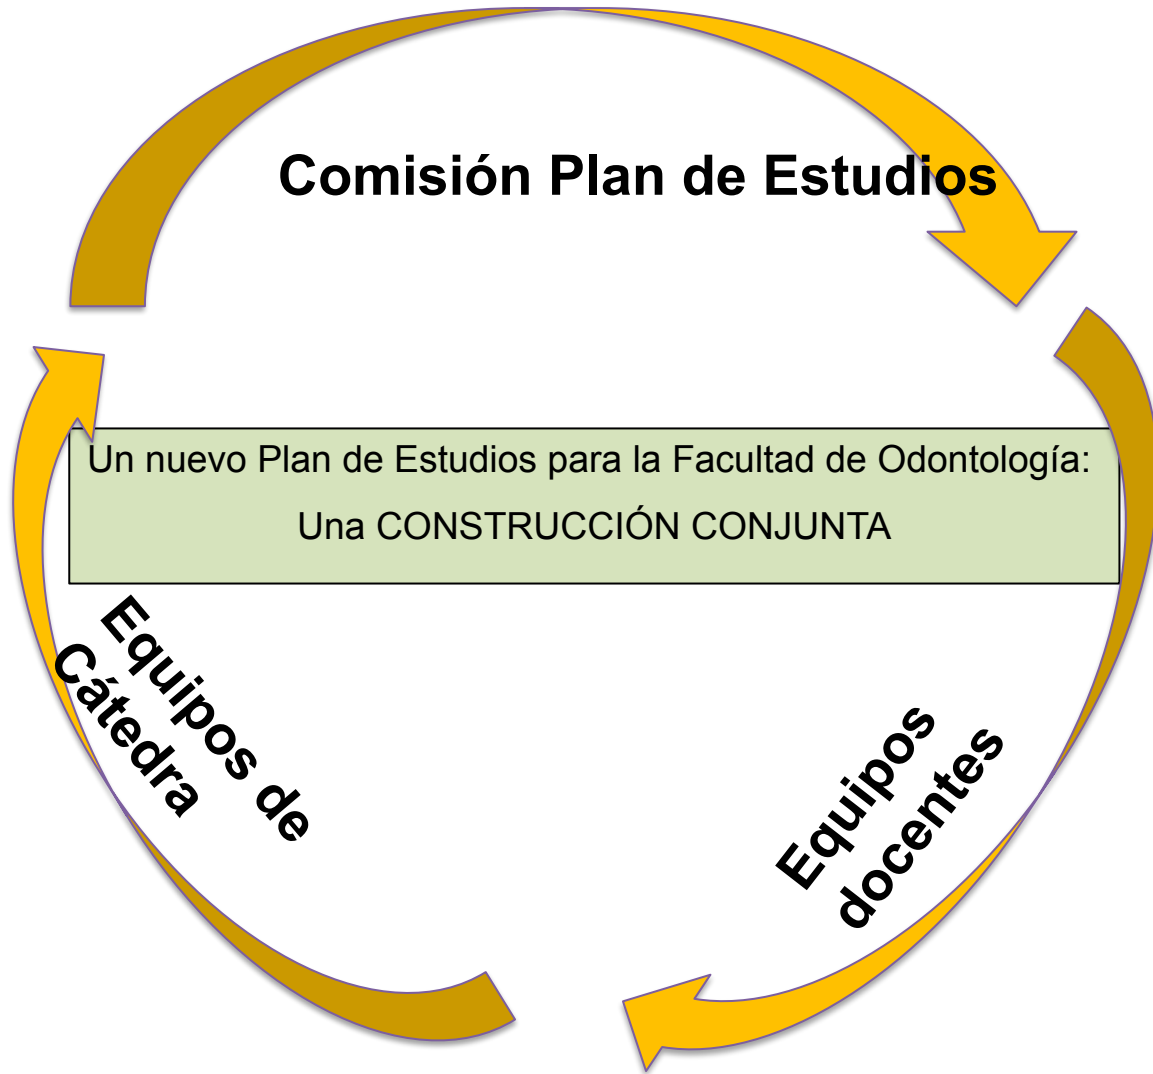 Comisión Plan de Estudios
Un nuevo Plan de Estudios para la Facultad de Odontología:
Una CONSTRUCCIÓN CONJUNTA
Equipos de
Cátedra
Equipos
docentes